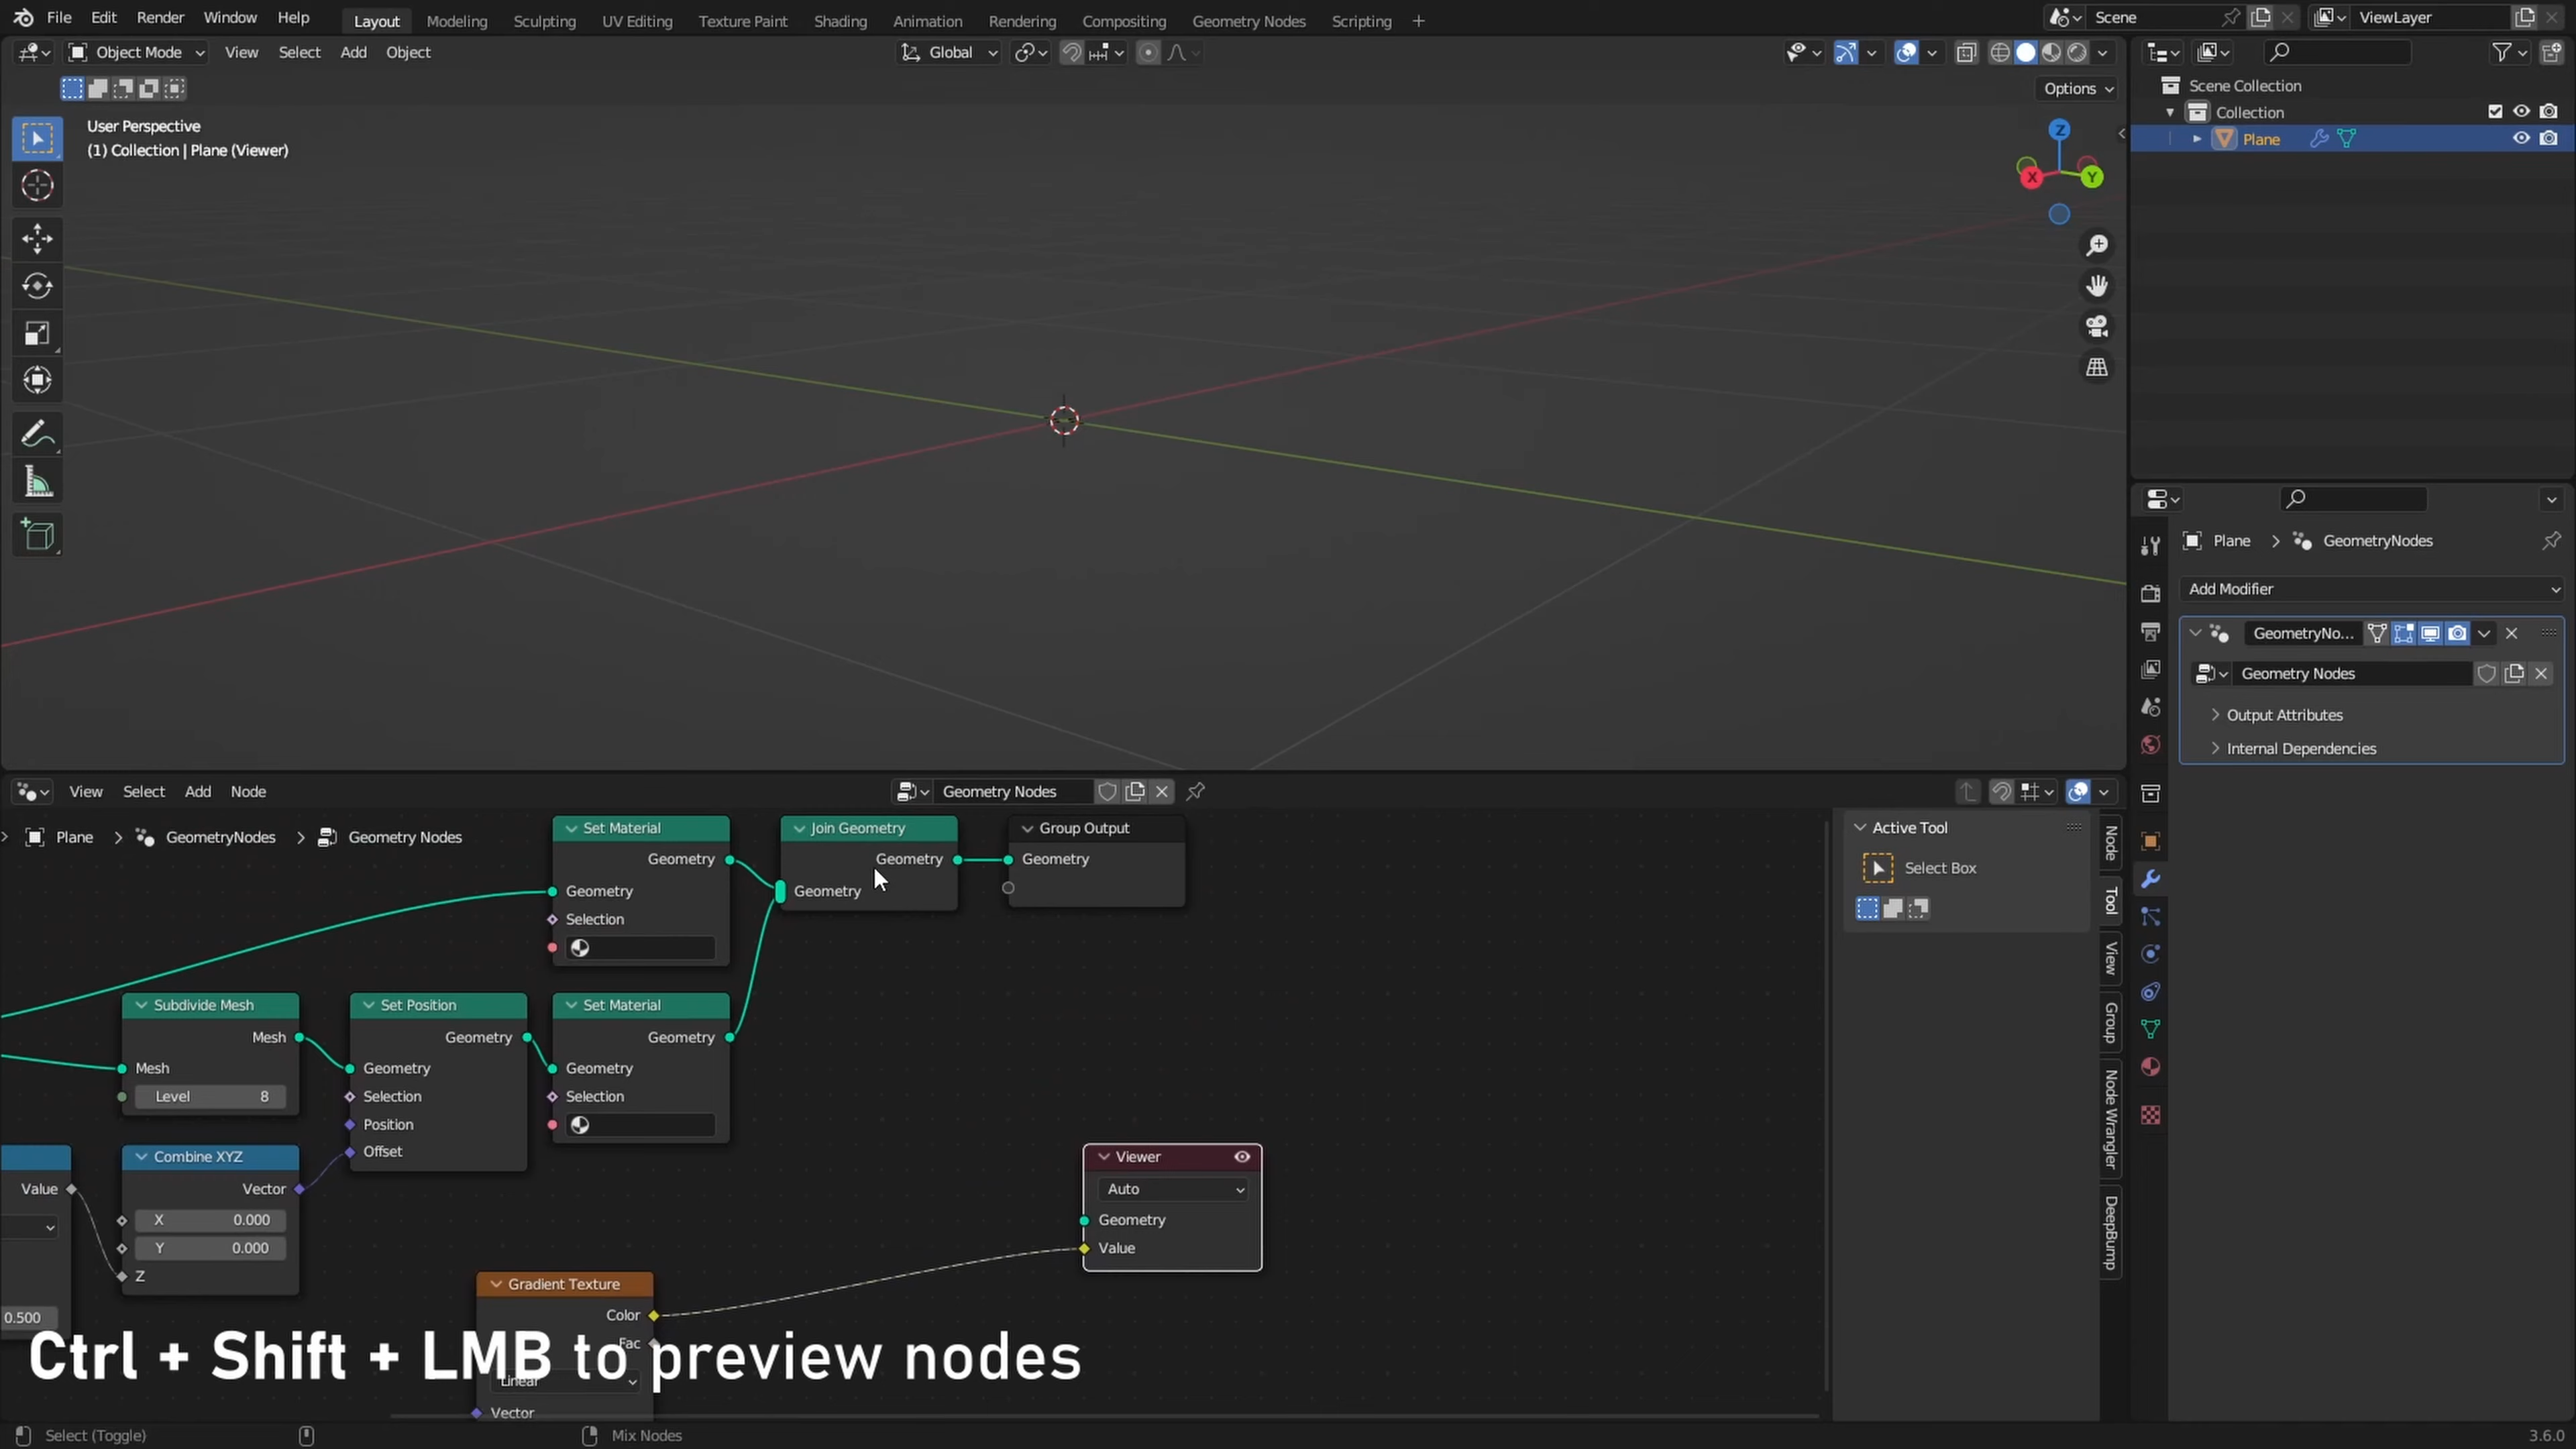 File Edit Render Window Help
Layout Modeling Sculpting UV Editing Texture Paint Shading Animation Rendering Compositing Geometry Nodes Scripting +
Scene
ViewLayer
Object Mode View Select Add Object
Global
Options
User Perspective
(1) Collection | Plane (Viewer)
Z
X
Y
Scene Collection
Collection
Plane
Plane > GeometryNodes
Add Modifier
GeometryNo...
Geometry Nodes
Output Attributes
Internal Dependencies
View Select Add Node
Geometry Nodes
Plane > GeometryNodes > Geometry Nodes
Set Material
Geometry
Geometry
Selection
Join Geometry
Geometry
Geometry
Group Output
Geometry
Subdivide Mesh
Mesh
Mesh
Level 8
Set Position
Geometry
Geometry
Selection
Position
Offset
Set Material
Geometry
Geometry
Selection
Value
0.500
Combine XYZ
Vector
X 0.000
Y 0.000
Z
Viewer
Auto
Geometry
Value
Gradient Texture
Color
Fac
Linear
Vector
Active Tool
Select Box
Node
Tool
View
Group
Node Wrangler
DeepBump
Ctrl + Shift + LMB to preview nodes
Select (Toggle)
Mix Nodes
3.6.0